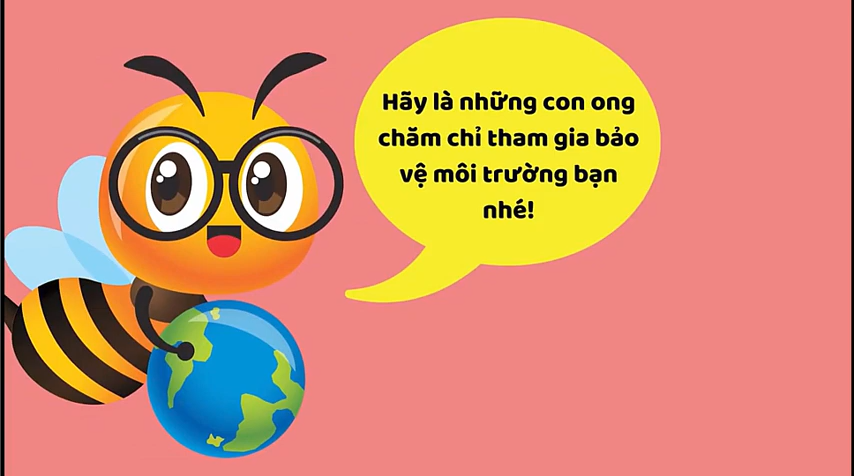 Hãy là những con ong
chăm chỉ tham gia bảo
vệ môi trường bạn
nhé!